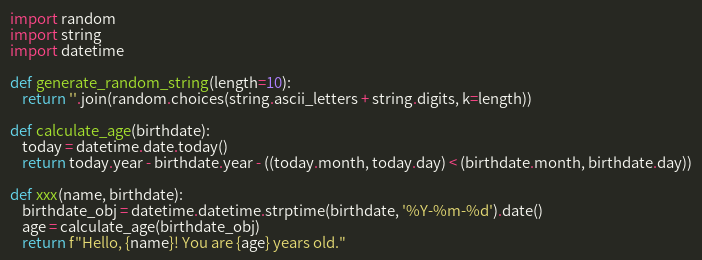 import random
import string
import datetime
def generate_random_string(length=10):
return ''.join(random.choices(string.ascii_letters + string.digits, k=length))
def calculate_age(birthdate):
today = datetime.date.today()
return today.year - birthdate.year - ((today.month, today.day) < (birthdate.month, birthdate.day))
def xxx(name, birthdate):
birthdate_obj = datetime.datetime.strptime(birthdate, '%Y-%m-%d').date()
age = calculate_age(birthdate_obj)
return f"Hello, {name}! You are {age} years old."